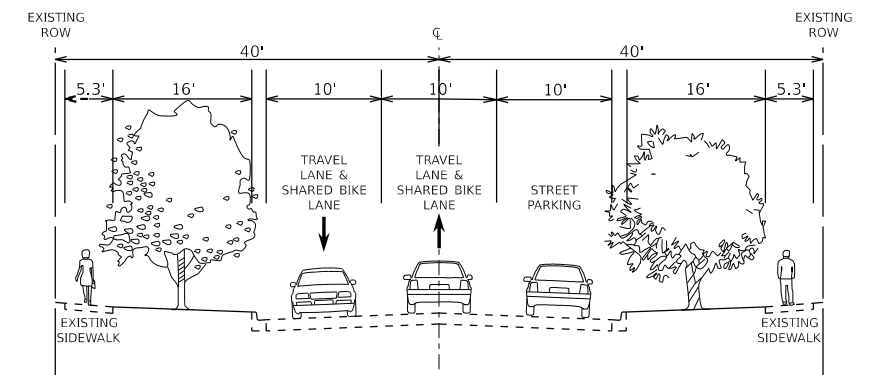 EXISTING
ROW
EXISTING
ROW
℄
40'
40'
5.3'
16'
10'
10'
10'
16'
5.3'
TRAVEL
LANE &
SHARED BIKE
LANE
TRAVEL
LANE &
SHARED BIKE
LANE
STREET
PARKING
EXISTING
SIDEWALK
EXISTING
SIDEWALK